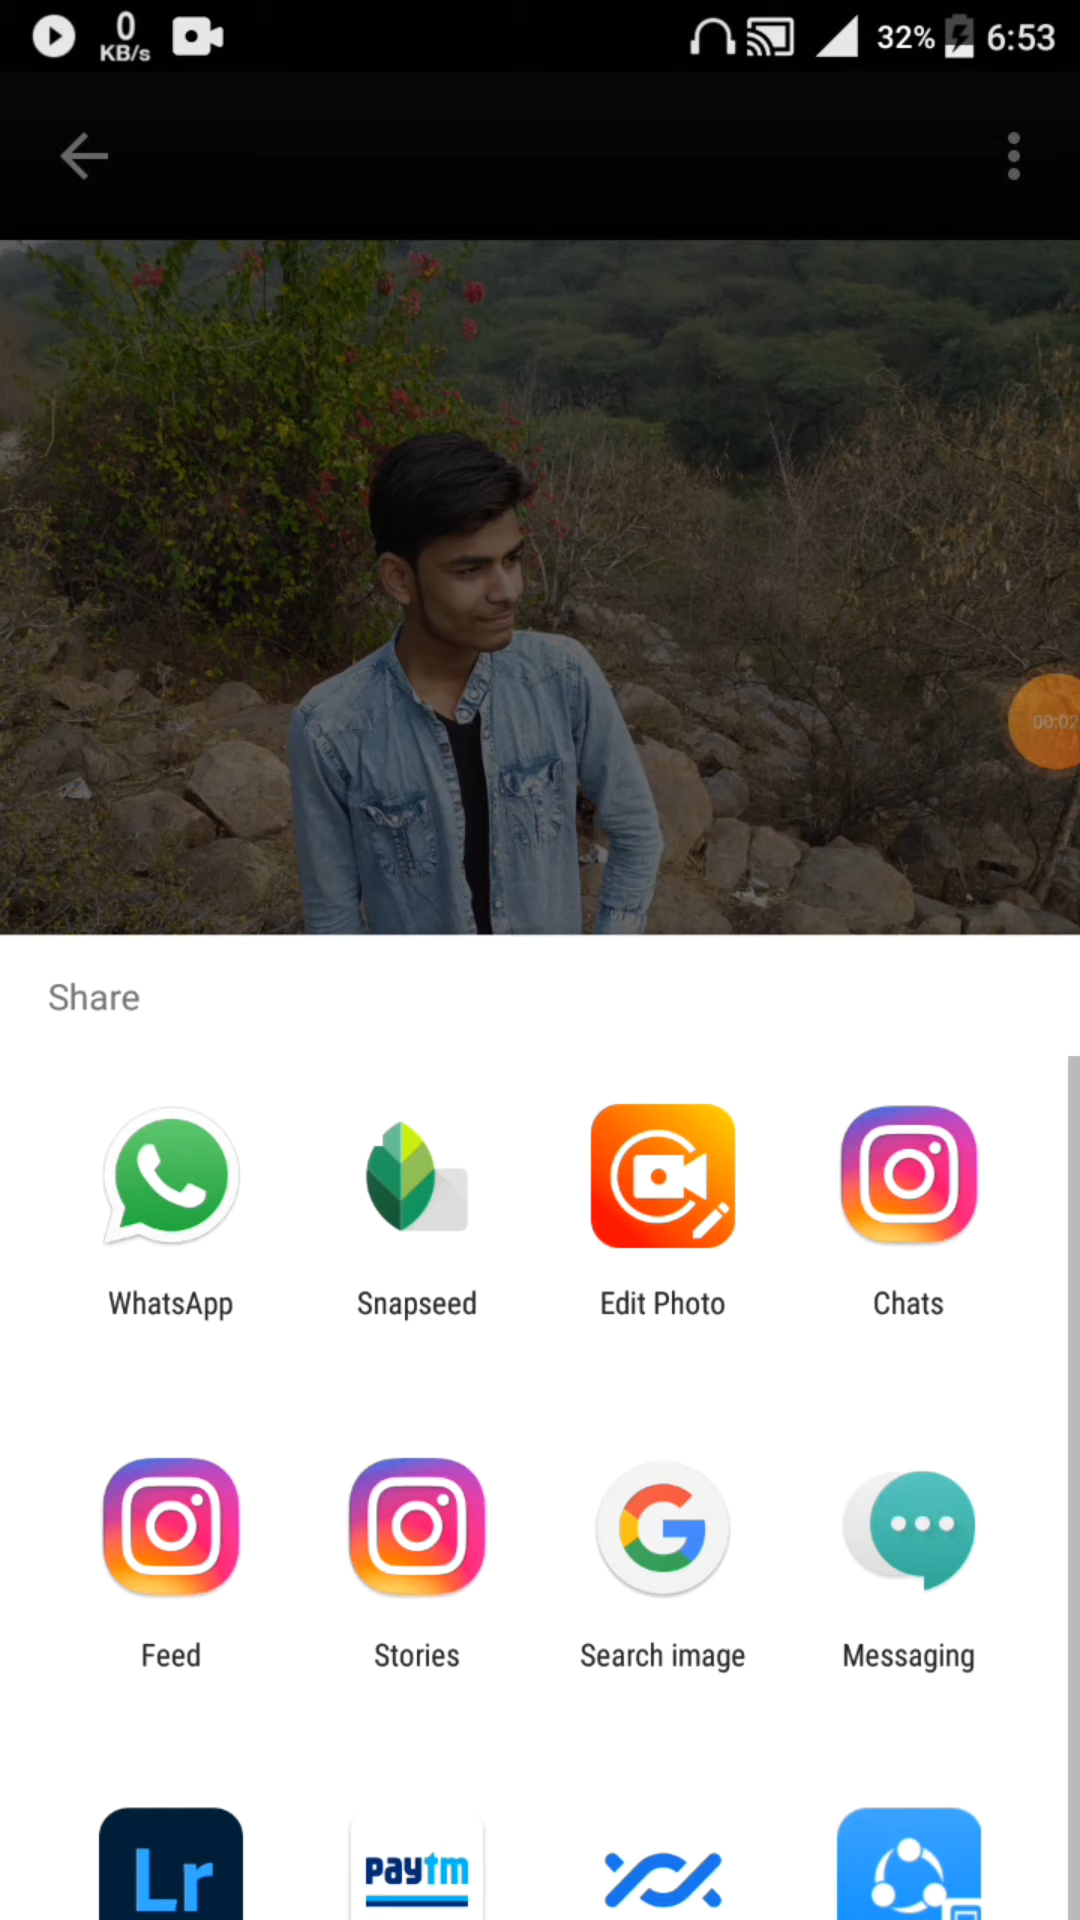 0
KB/s
32%
6:53
00:02
Share
WhatsApp
Snapseed
Edit Photo
Chats
Feed
Stories
Search image
Messaging
Lr
paytm